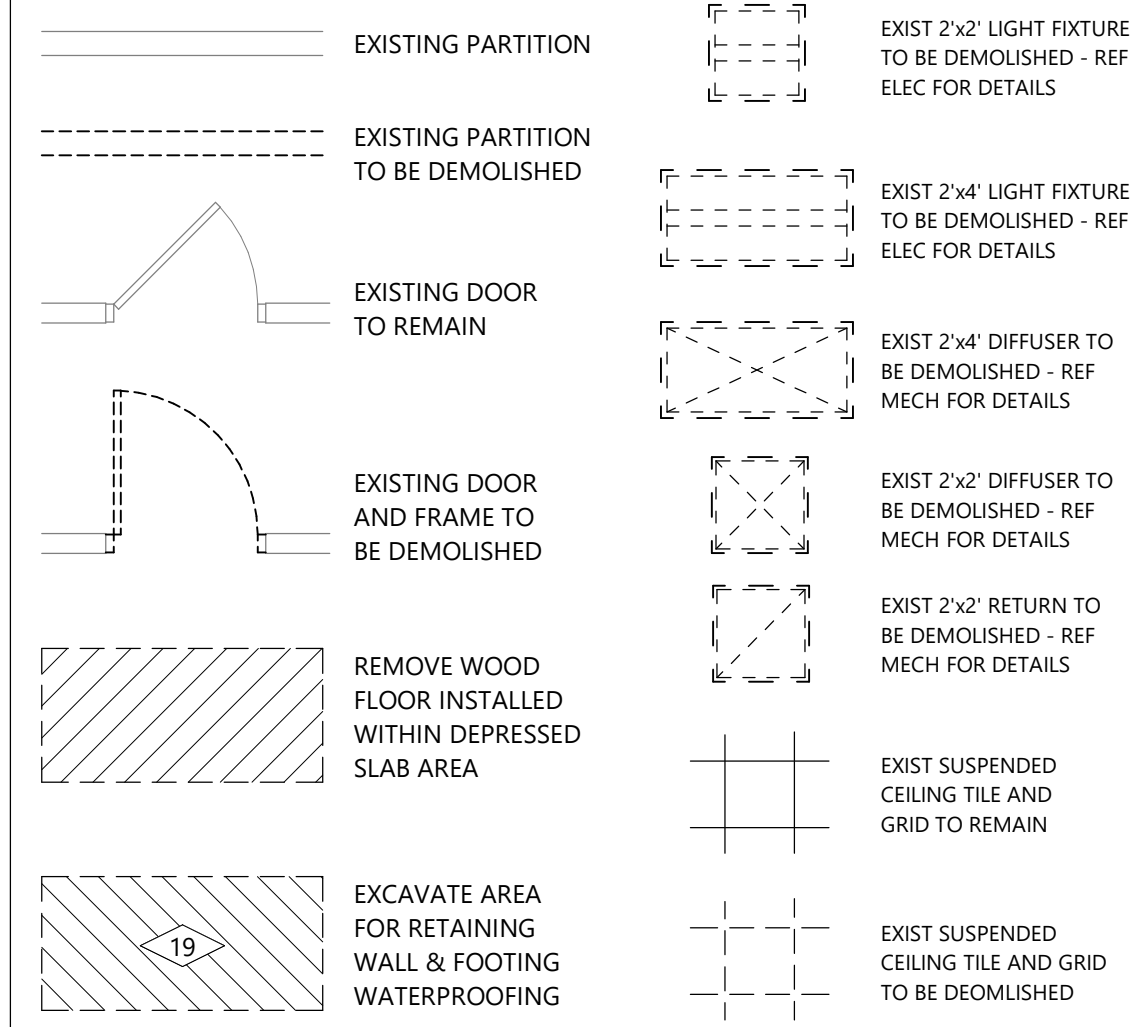 EXISTING PARTITION
EXISTING PARTITION
TO BE DEMOLISHED
EXISTING DOOR
TO REMAIN
EXISTING DOOR
AND FRAME TO
BE DEMOLISHED
REMOVE WOOD
FLOOR INSTALLED
WITHIN DEPRESSED
SLAB AREA
19
EXCAVATE AREA
FOR RETAINING
WALL & FOOTING
WATERPROOFING
EXIST 2'x2' LIGHT FIXTURE
TO BE DEMOLISHED - REF
ELEC FOR DETAILS
EXIST 2'x4' LIGHT FIXTURE
TO BE DEMOLISHED - REF
ELEC FOR DETAILS
EXIST 2'x4' DIFFUSER TO
BE DEMOLISHED - REF
MECH FOR DETAILS
EXIST 2'x2' DIFFUSER TO
BE DEMOLISHED - REF
MECH FOR DETAILS
EXIST 2'x2' RETURN TO
BE DEMOLISHED - REF
MECH FOR DETAILS
EXIST SUSPENDED
CEILING TILE AND
GRID TO REMAIN
EXIST SUSPENDED
CEILING TILE AND GRID
TO BE DEOMLISHED